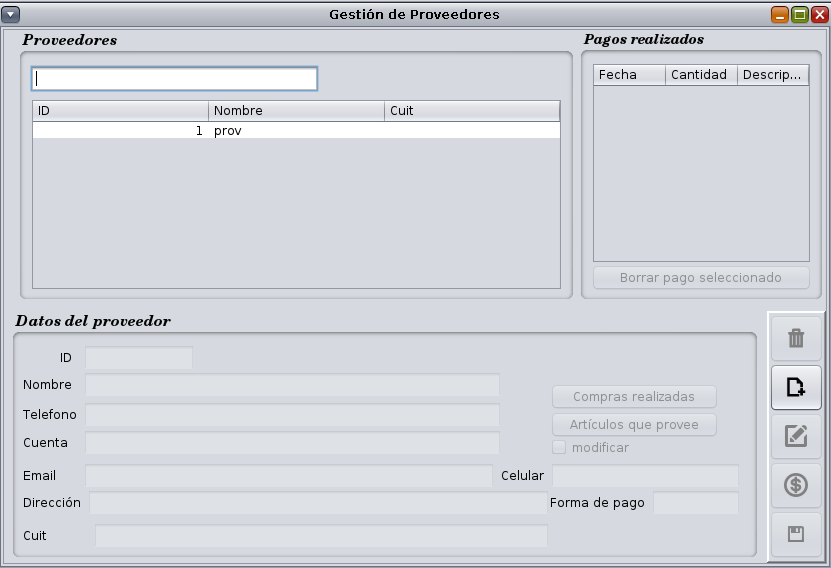 Gestión de Proveedores
Proveedores
ID Nombre Cuit
1 prov
Pagos realizados
Fecha Cantidad Descrip...
Borrar pago seleccionado
Datos del proveedor
ID
Nombre
Telefono
Cuenta
Compras realizadas
Artículos que provee
modificar
Email Celular
Dirección Forma de pago
Cuit